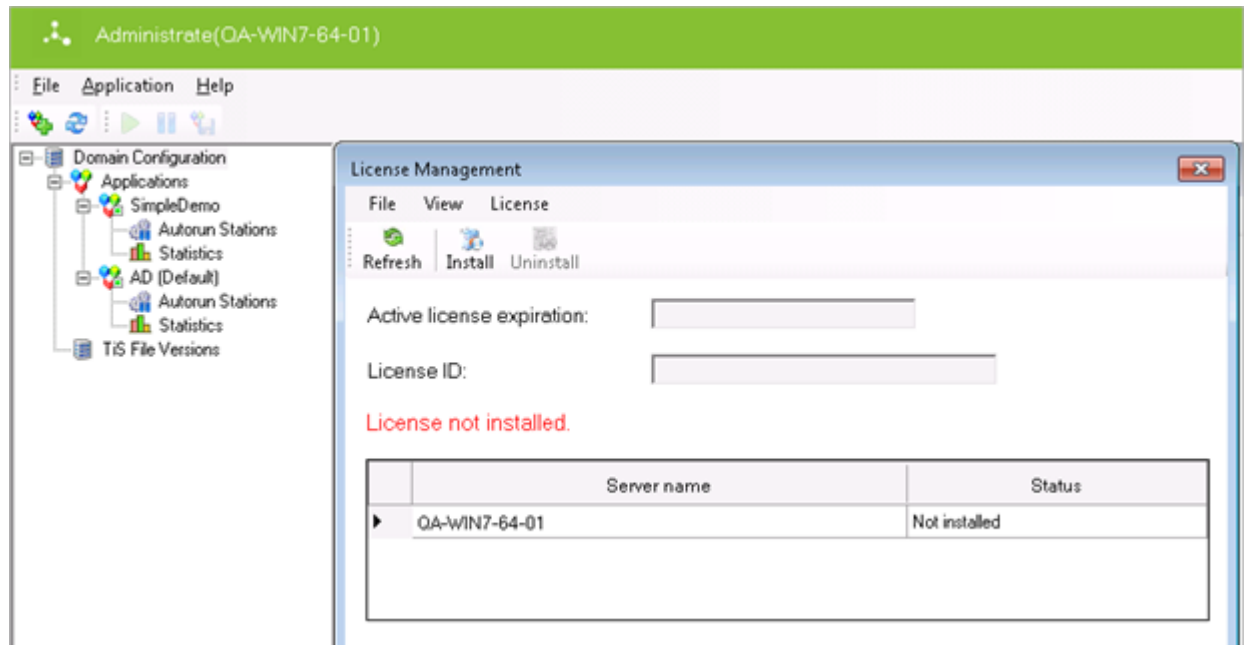 Administrate(QA-WIN7-64-01)
File Application Help
Domain Configuration
Applications
SimpleDemo
Autorun Stations
Statistics
AD (Default)
Autorun Stations
Statistics
TiS File Versions
License Management
File View License
Refresh Install Uninstall
Active license expiration:
License ID:
License not installed.
Server name Status
QA-WIN7-64-01 Not installed